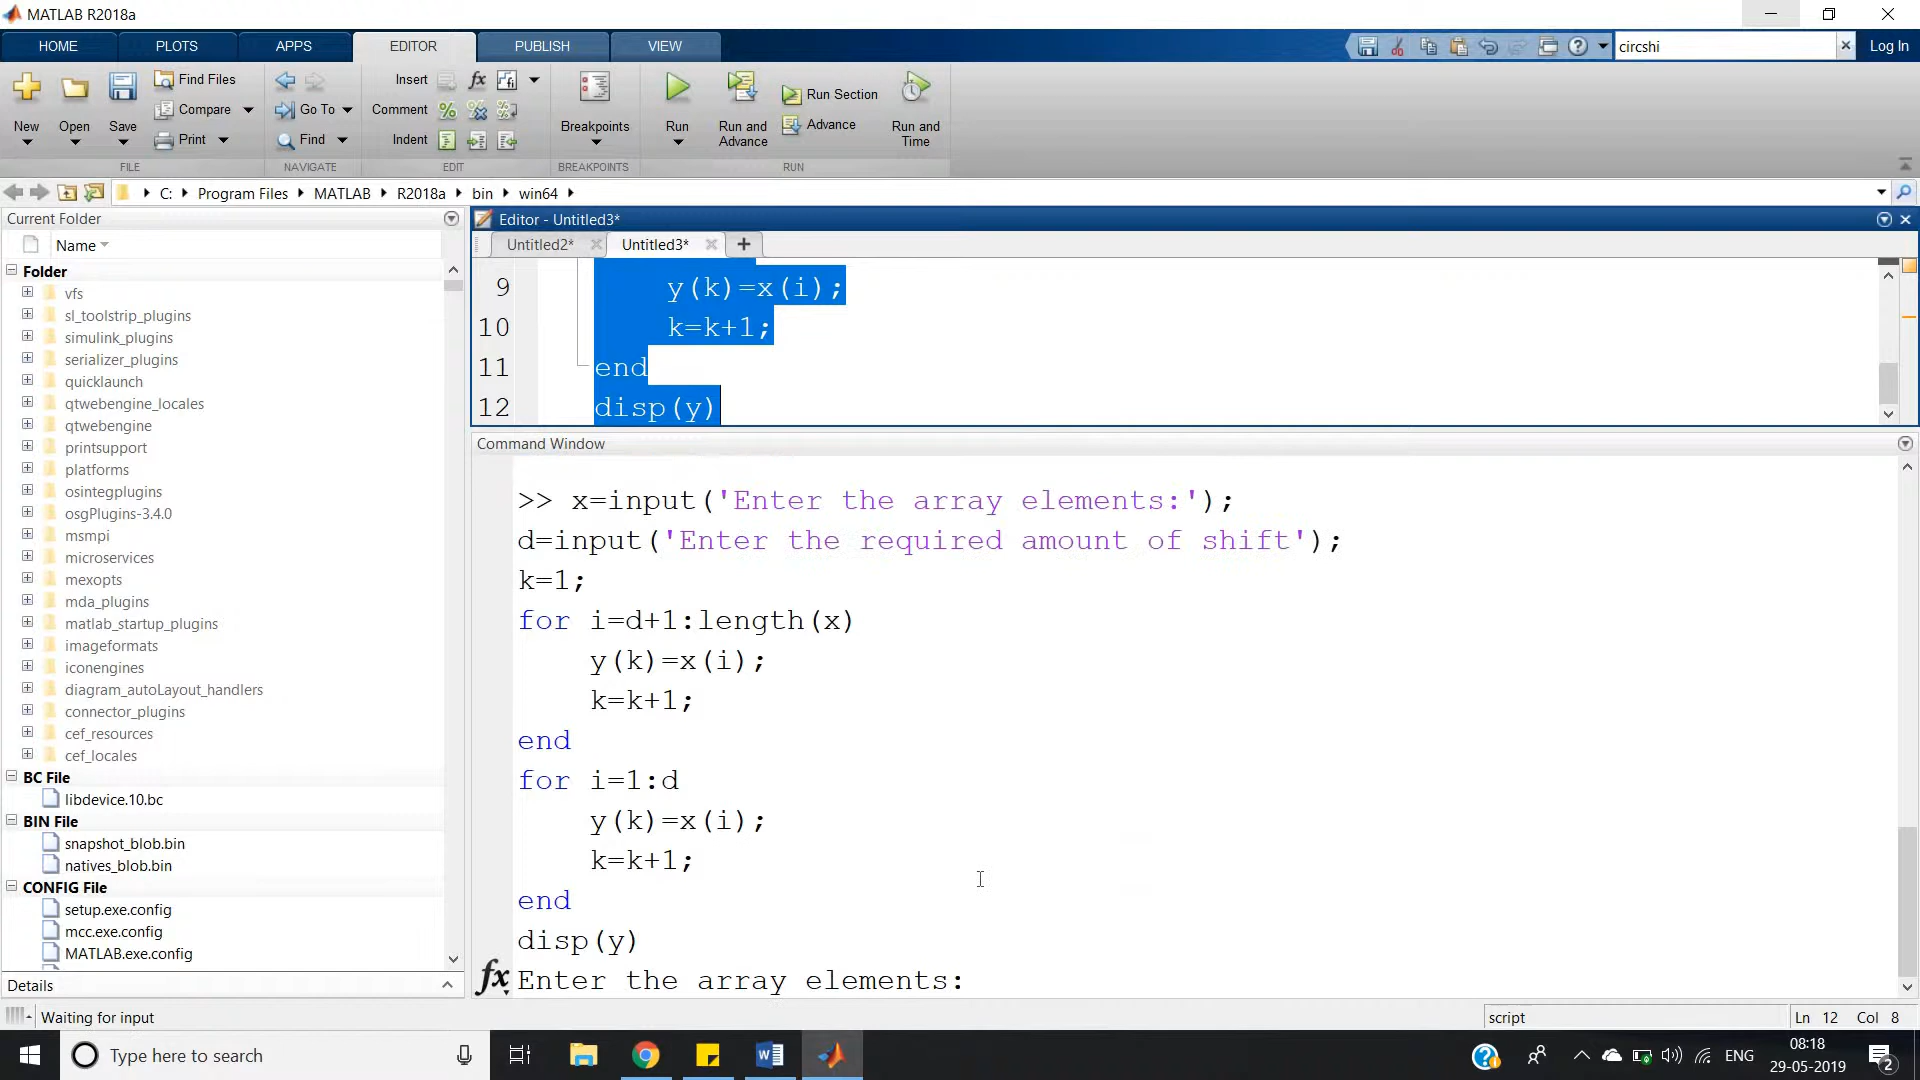 MATLAB R2018a
HOME PLOTS APPS EDITOR PUBLISH VIEW
circshi
Log In
New Open Save
Find Files
Compare
Print
FILE
Go To
Find
NAVIGATE
Insert
Comment
Indent
EDIT
Breakpoints
BREAKPOINTS
Run
Run and Advance
Run Section
Advance
Run and Time
RUN
C: Program Files MATLAB R2018a bin win64
Current Folder
Name
Folder
vfs
sl_toolstrip_plugins
simulink_plugins
serializer_plugins
quicklaunch
qtwebengine_locales
qtwebengine
printsupport
platforms
osintegplugins
osgPlugins-3.4.0
msmpi
microservices
mexopts
mda_plugins
matlab_startup_plugins
imageformats
iconengines
diagram_autoLayout_handlers
connector_plugins
cef_resources
cef_locales
BC File
libdevice.10.bc
BIN File
snapshot_blob.bin
natives_blob.bin
CONFIG File
setup.exe.config
mcc.exe.config
MATLAB.exe.config
Details
Editor - Untitled3*
Untitled2* Untitled3*
9 y(k)=x(i);
10 k=k+1;
11 end
12 disp(y)
Command Window
>> x=input('Enter the array elements:');
d=input('Enter the required amount of shift');
k=1;
for i=d+1:length(x)
y(k)=x(i);
k=k+1;
end
for i=1:d
y(k)=x(i);
k=k+1;
end
disp(y)
fx Enter the array elements:
Waiting for input
script
Ln 12 Col 8
Type here to search
ENG
08:18
29-05-2019
2